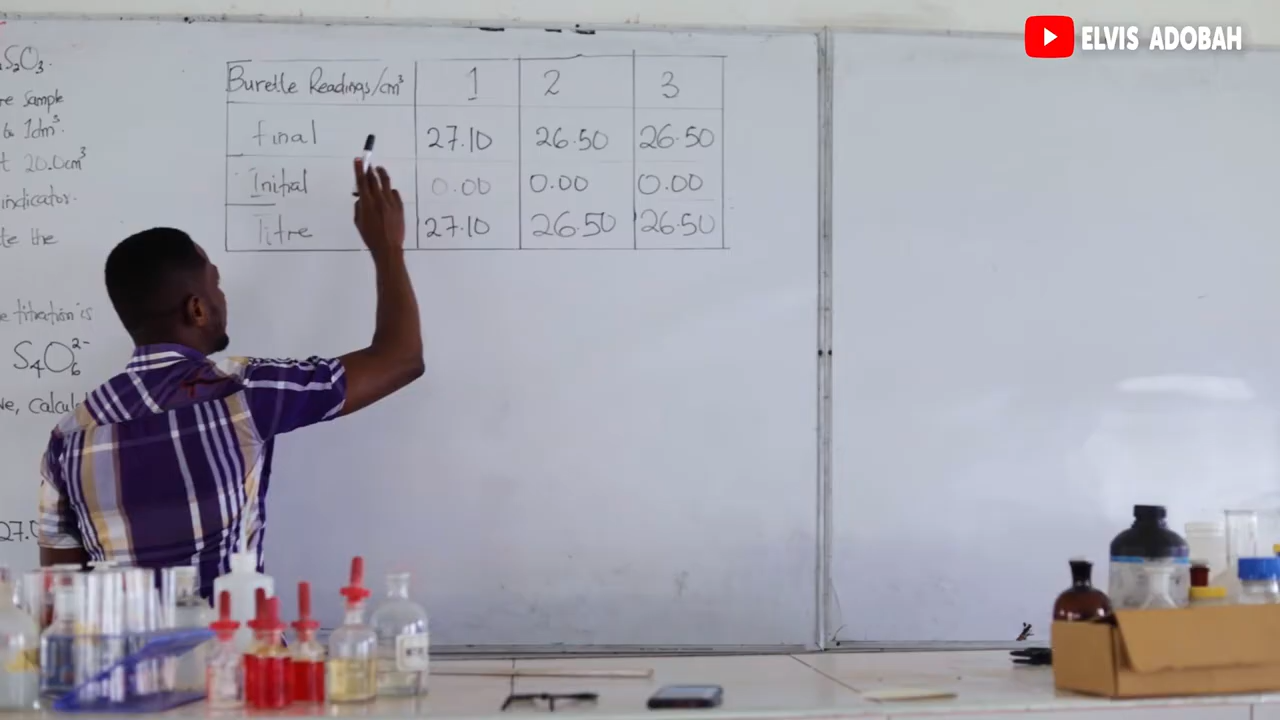 ELVIS ADOBAH
S₂O₃.
re sample
to 1dm³.
20.0cm³
indicator.
te the
e titration is
S₄O₆²⁻
ve, calcul
27.0
Burette Readings/cm³ 1 2 3
final 27.10 26.50 26.50
Initial 0.00 0.00 0.00
Titre 27.10 26.50 26.50